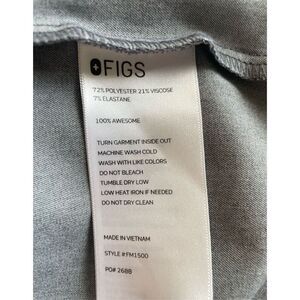 FIGS
72% POLYESTER 21% VISCOSE
7% ELASTANE
100% AWESOME
TURN GARMENT INSIDE OUT
MACHINE WASH COLD
WASH WITH LIKE COLORS
DO NOT BLEACH
TUMBLE DRY LOW
LOW HEAT IRON IF NEEDED
DO NOT DRY CLEAN
MADE IN VIETNAM
STYLE #FM1500
PO# 2688